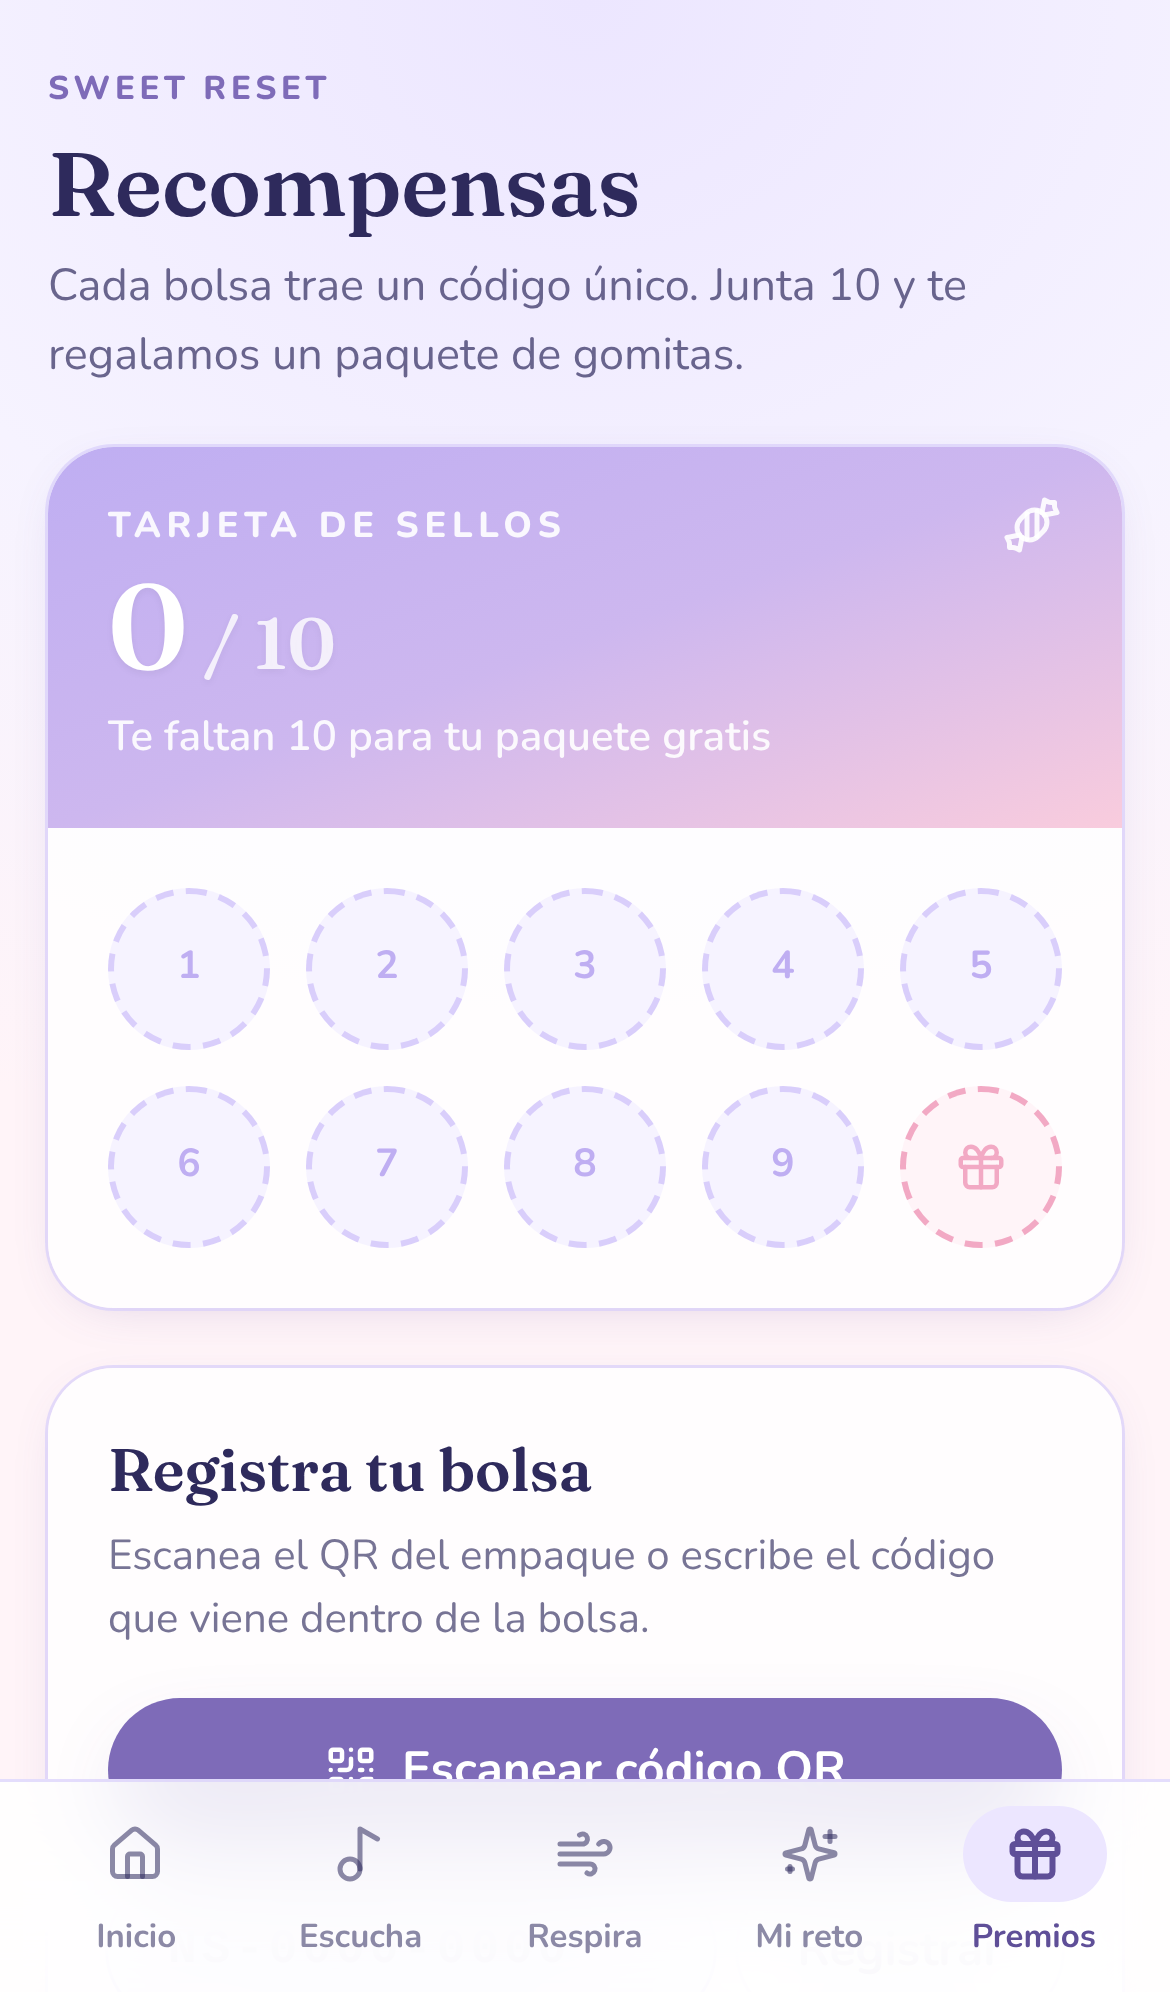 SWEET RESET
Recompensas
Cada bolsa trae un código único. Junta 10 y te
regalamos un paquete de gomitas.
TARJETA DE SELLOS
0 / 10
Te faltan 10 para tu paquete gratis
1 2 3 4 5
6 7 8 9
Registra tu bolsa
Escanea el QR del empaque o escribe el código
que viene dentro de la bolsa.
Escanear código QR
Inicio Escucha Respira Mi reto Premios
Registrar